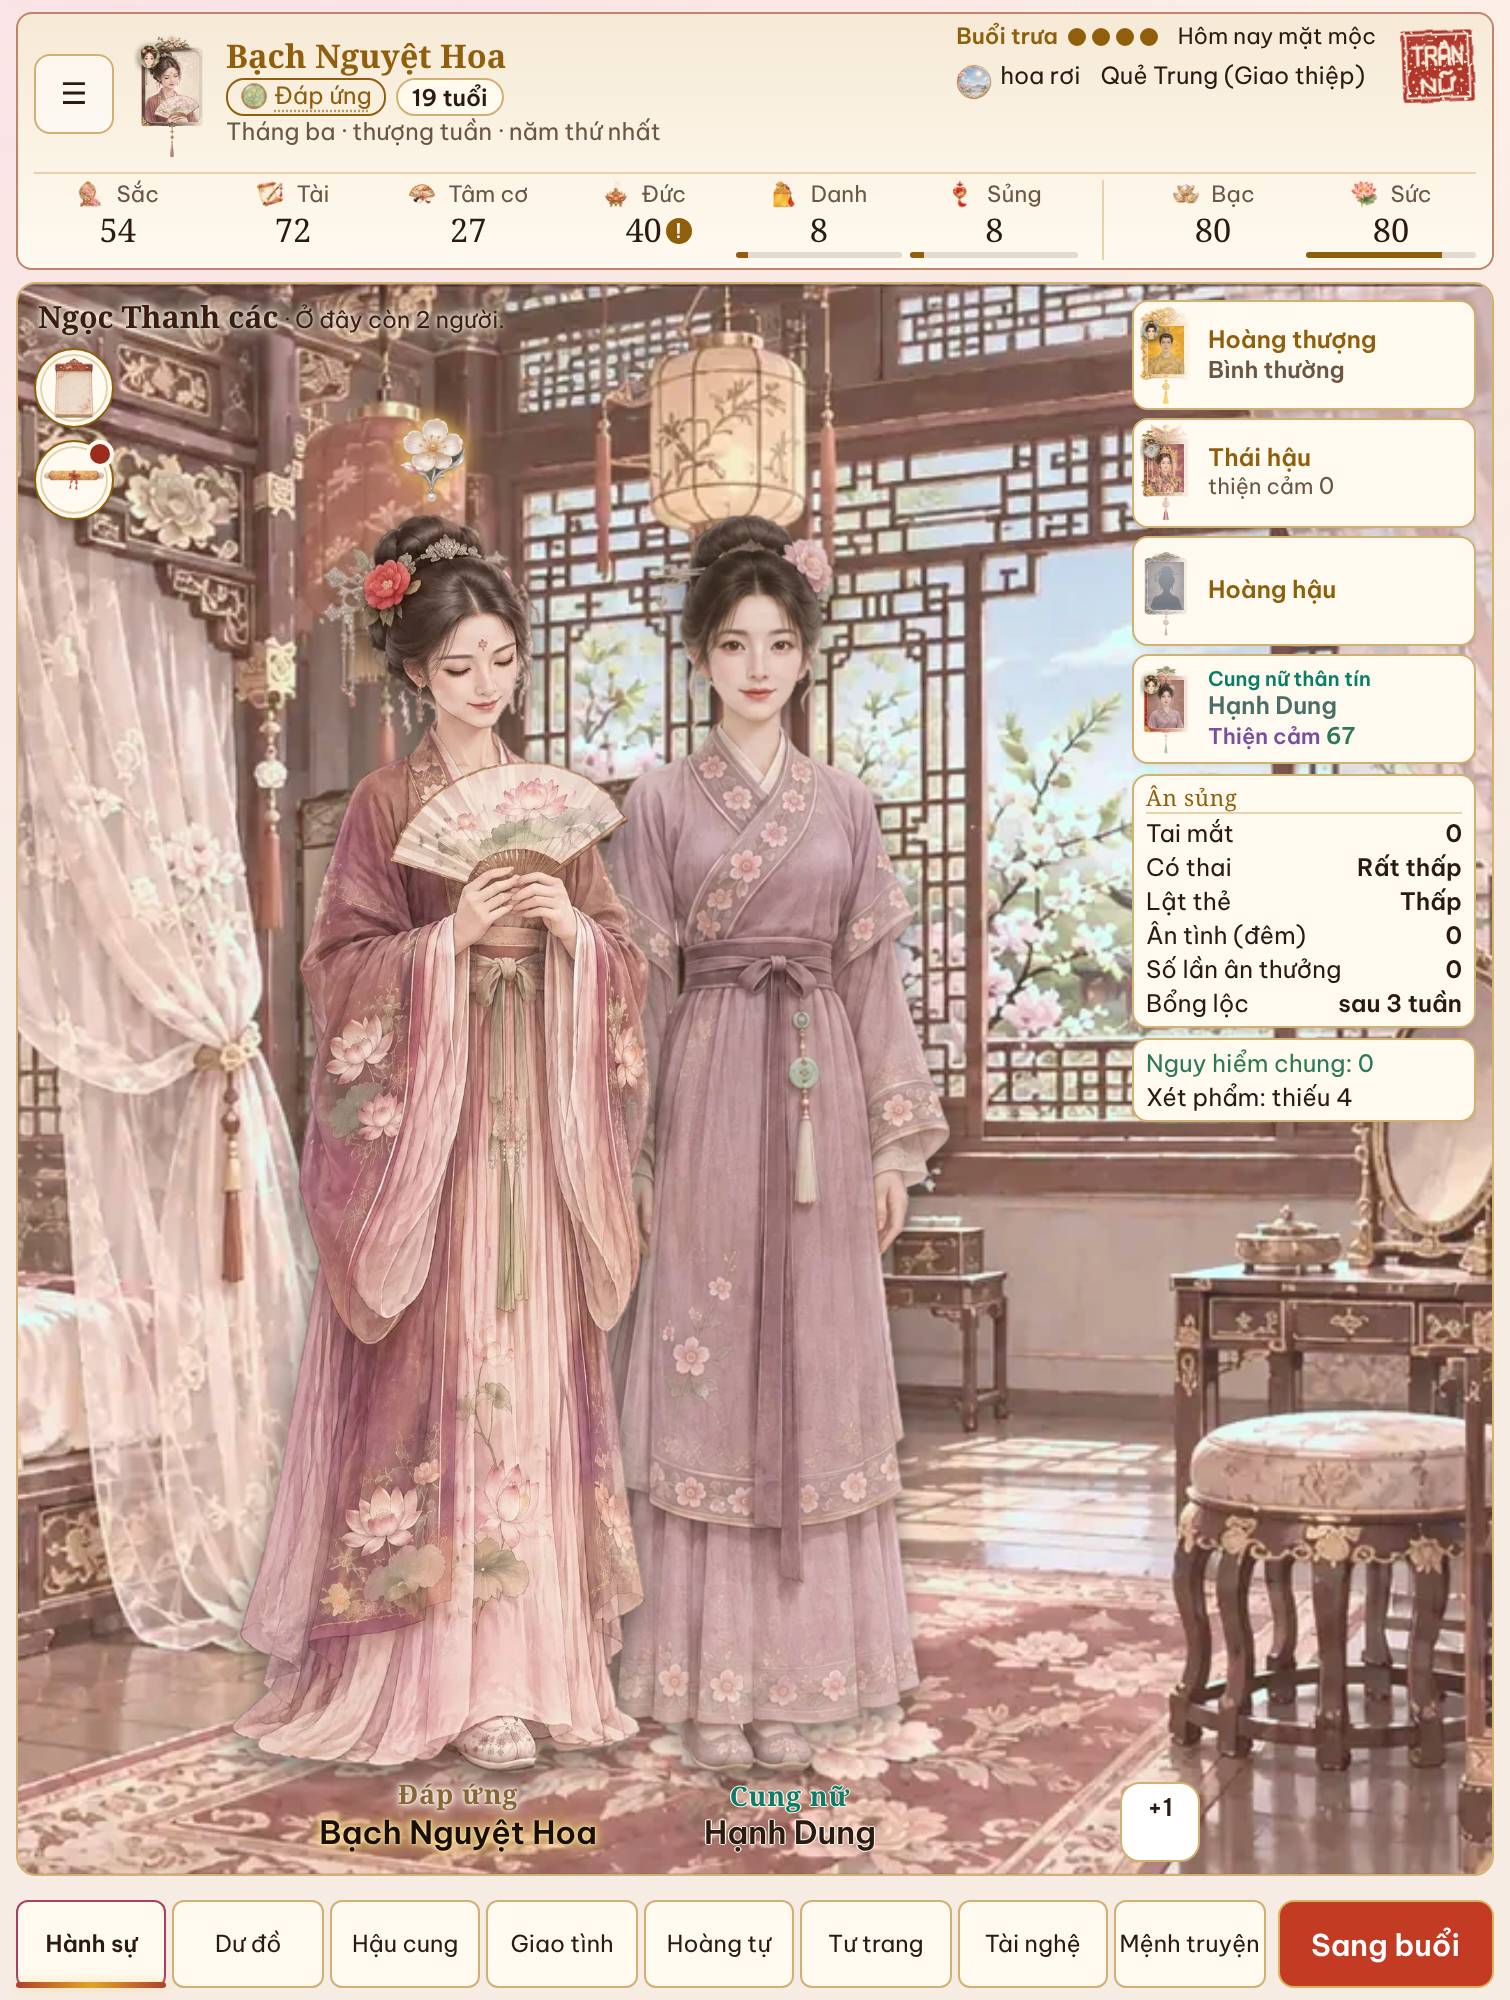 Bạch Nguyệt Hoa
Đáp ứng
19 tuổi
Tháng ba · thượng tuần · năm thứ nhất
Buổi trưa
Hôm nay mặt mộc
hoa rơi
Quẻ Trung (Giao thiệp)
TRÂN
NỮ
Sắc
54
Tài
72
Tâm cơ
27
Đức
40 !
Danh
8
Sủng
8
Bạc
80
Sức
80
Ngọc Thanh các · Ở đây còn 2 người.
Hoàng thượng
Bình thường
Thái hậu
thiện cảm 0
Hoàng hậu
Cung nữ thân tín
Hạnh Dung
Thiện cảm 67
Ân sủng
Tai mắt 0
Có thai Rất thấp
Lật thẻ Thấp
Ân tình (đêm) 0
Số lần ân thưởng 0
Bổng lộc sau 3 tuần
Nguy hiểm chung: 0
Xét phẩm: thiếu 4
Đáp ứng
Bạch Nguyệt Hoa
Cung nữ
Hạnh Dung
+1
Hành sự
Dư đồ
Hậu cung
Giao tình
Hoàng tự
Tư trang
Tài nghệ
Mệnh truyện
Sang buổi